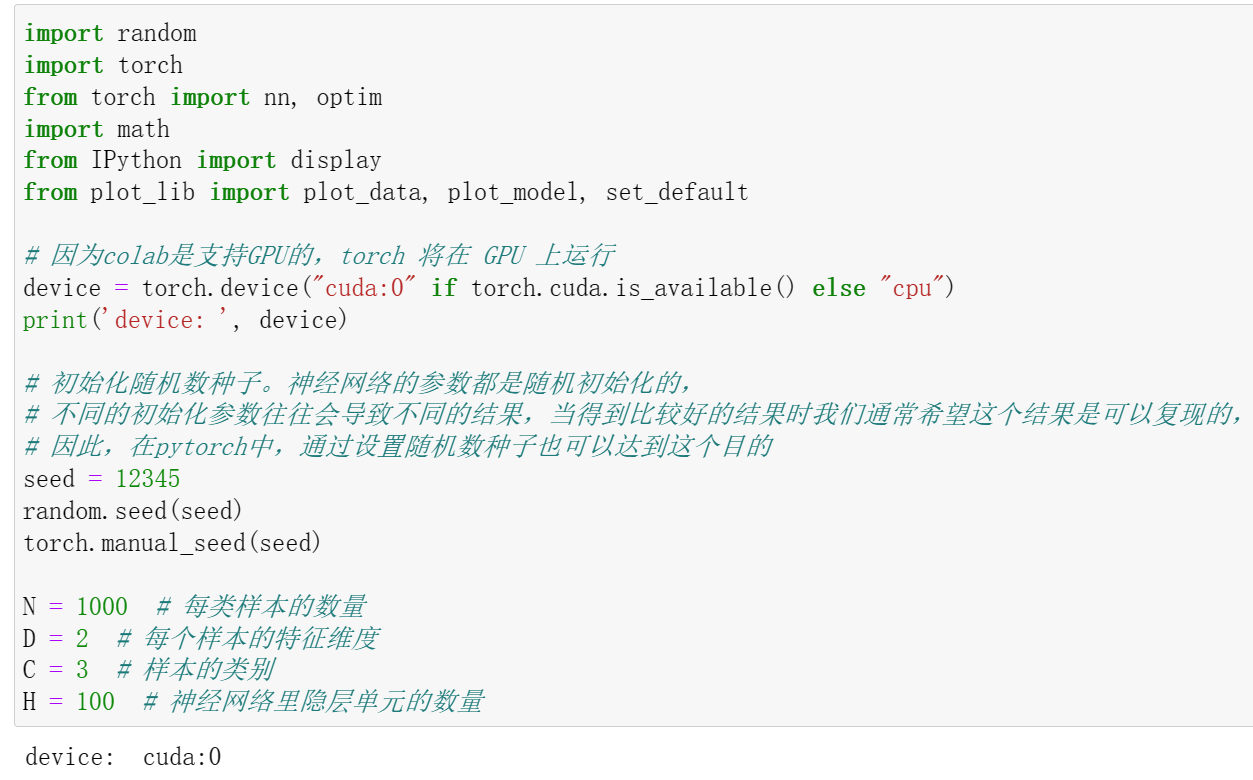 import random
import torch
from torch import nn, optim
import math
from IPython import display
from plot_lib import plot_data, plot_model, set_default
# 因为colab是支持GPU的，torch 将在 GPU 上运行
device = torch.device("cuda:0" if torch.cuda.is_available() else "cpu")
print('device: ', device)
# 初始化随机数种子。神经网络的参数都是随机初始化的，
# 不同的初始化参数往往会导致不同的结果，当得到比较好的结果时我们通常希望这个结果是可以复现的，
# 因此，在pytorch中，通过设置随机数种子也可以达到这个目的
seed = 12345
random.seed(seed)
torch.manual_seed(seed)
N = 1000  # 每类样本的数量
D = 2  # 每个样本的特征维度
C = 3  # 样本的类别
H = 100  # 神经网络里隐层单元的数量
device:  cuda:0